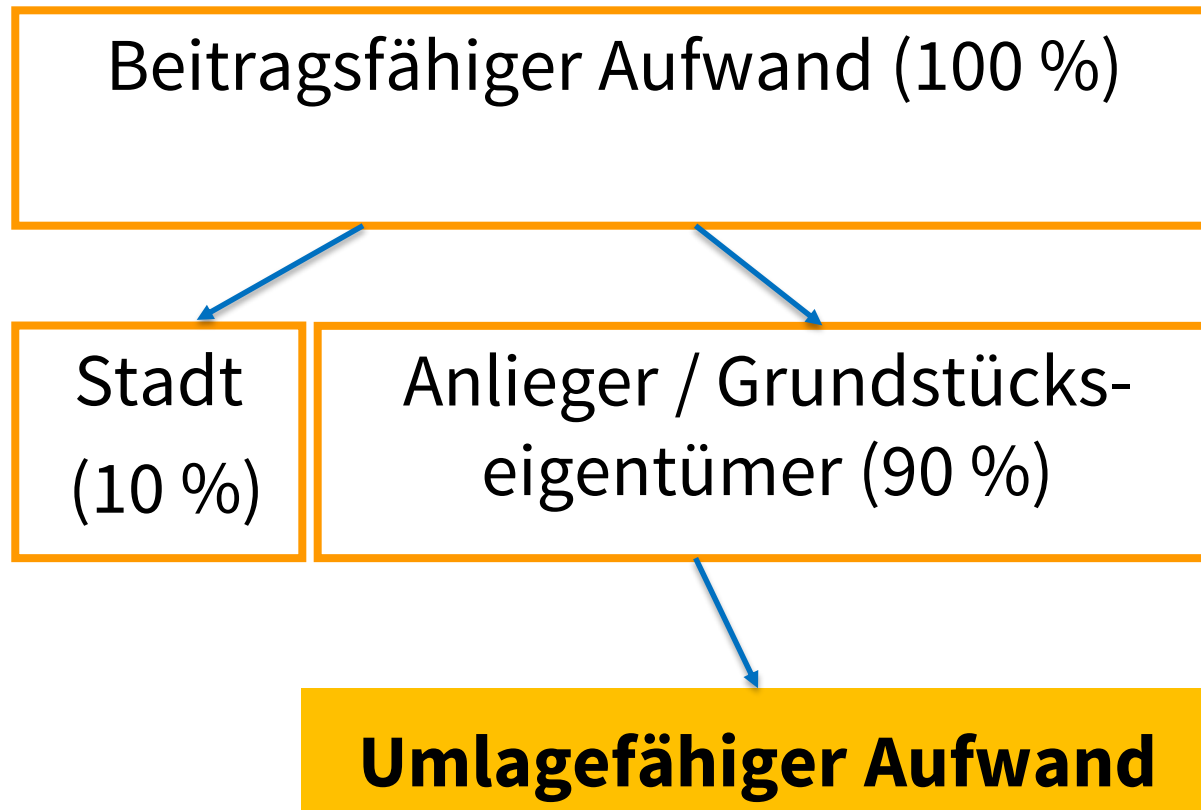 Beitragsfähiger Aufwand (100 %)
Stadt
(10 %)
Anlieger / Grundstücks-
eigentümer (90 %)
Umlagefähiger Aufwand